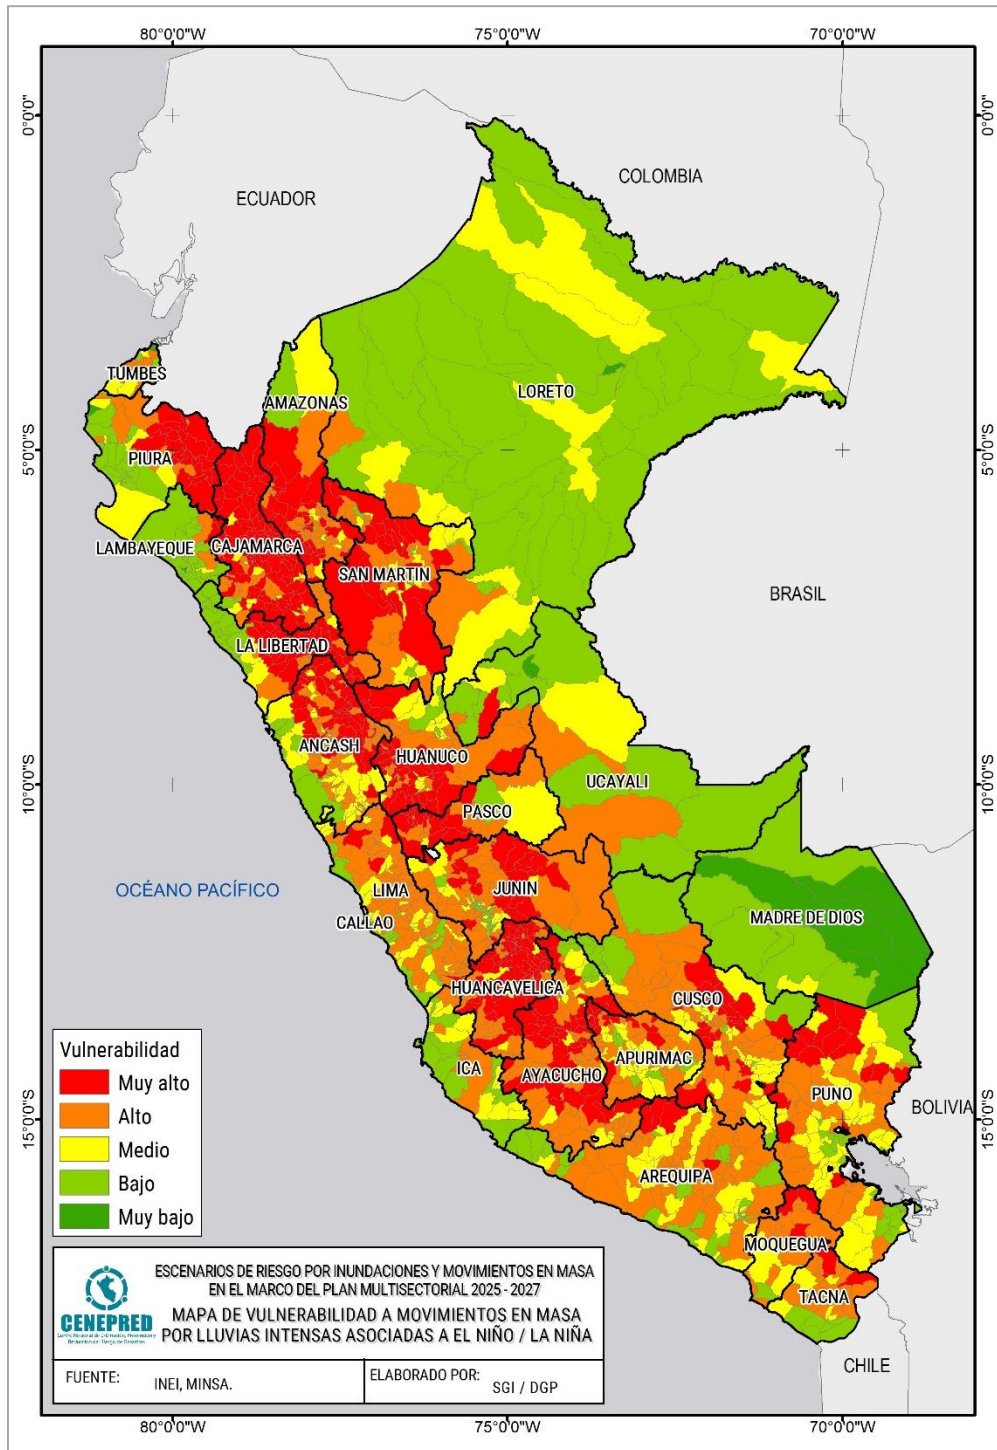 80°0'0"W 75°0'0"W 70°0'0"W
0°0'0" 0°0'0"
COLOMBIA
ECUADOR
TUMBES
AMAZONAS
LORETO
5°0'0"S 5°0'0"S
PIURA
LAMBAYEQUE
CAJAMARCA
SAN MARTIN
BRASIL
LA LIBERTAD
ANCASH
HUANUCO
UCAYALI
10°0'0"S 10°0'0"S
PASCO
OCÉANO PACÍFICO
LIMA
JUNIN
MADRE DE DIOS
CALLAO
HUANCAVELICA
CUSCO
Vulnerabilidad
Muy alto
Alto
Medio
Bajo
Muy bajo
ICA
AYACUCHO
APURIMAC
PUNO
BOLIVIA
15°0'0"S 15°0'0"S
AREQUIPA
MOQUEGUA
TACNA
CHILE
CENEPRED
ESCENARIOS DE RIESGO POR INUNDACIONES Y MOVIMIENTOS EN MASA
EN EL MARCO DEL PLAN MULTISECTORIAL 2025 - 2027
MAPA DE VULNERABILIDAD A MOVIMIENTOS EN MASA
POR LLUVIAS INTENSAS ASOCIADAS A EL NIÑO / LA NIÑA
FUENTE: INEI, MINSA.
ELABORADO POR: SGI / DGP
80°0'0"W 75°0'0"W 70°0'0"W